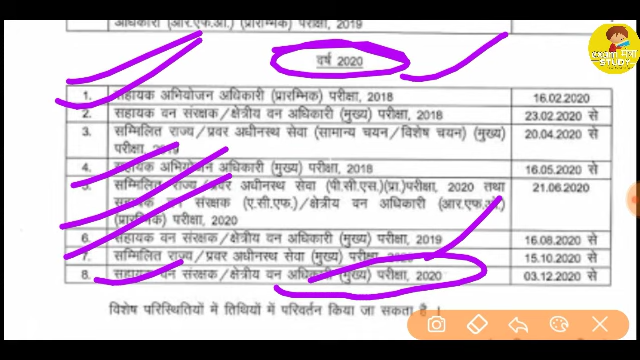 अधिकारी (आर.एफ.ओ.) (प्रारम्भिक) परीक्षा, 2019
वर्ष 2020
1. सहायक अभियोजन अधिकारी (प्रारम्भिक) परीक्षा, 2018 16.02.2020
2. सहायक वन संरक्षक/क्षेत्रीय वन अधिकारी (मुख्य) परीक्षा, 2018 23.02.2020 से
3. सम्मिलित राज्य/प्रवर अधीनस्थ सेवा (सामान्य चयन/विशेष चयन) (मुख्य) 20.04.2020 से
परीक्षा, 2019
4. सहायक अभियोजन अधिकारी (मुख्य) परीक्षा, 2018 16.05.2020 से
5. सम्मिलित राज्य/प्रवर अधीनस्थ सेवा (पी.सी.एस.)(प्रा.)परीक्षा, 2020 तथा 21.06.2020
सहायक वन संरक्षक (ए.सी.एफ.)/क्षेत्रीय वन अधिकारी (आर.एफ.ओ.)
(प्रारम्भिक) परीक्षा, 2020
6. सहायक वन संरक्षक/क्षेत्रीय वन अधिकारी (मुख्य) परीक्षा, 2019 16.08.2020 से
7. सम्मिलित राज्य/प्रवर अधीनस्थ सेवा (मुख्य) परीक्षा, 15.10.2020 से
8. सहायक वन संरक्षक/क्षेत्रीय वन अधिकारी (मुख्य) परीक्षा, 2020 03.12.2020 से
विशेष परिस्थितियों में तिथियों में परिवर्तन किया जा सकता है ।
exam मंत्रा
STUDY